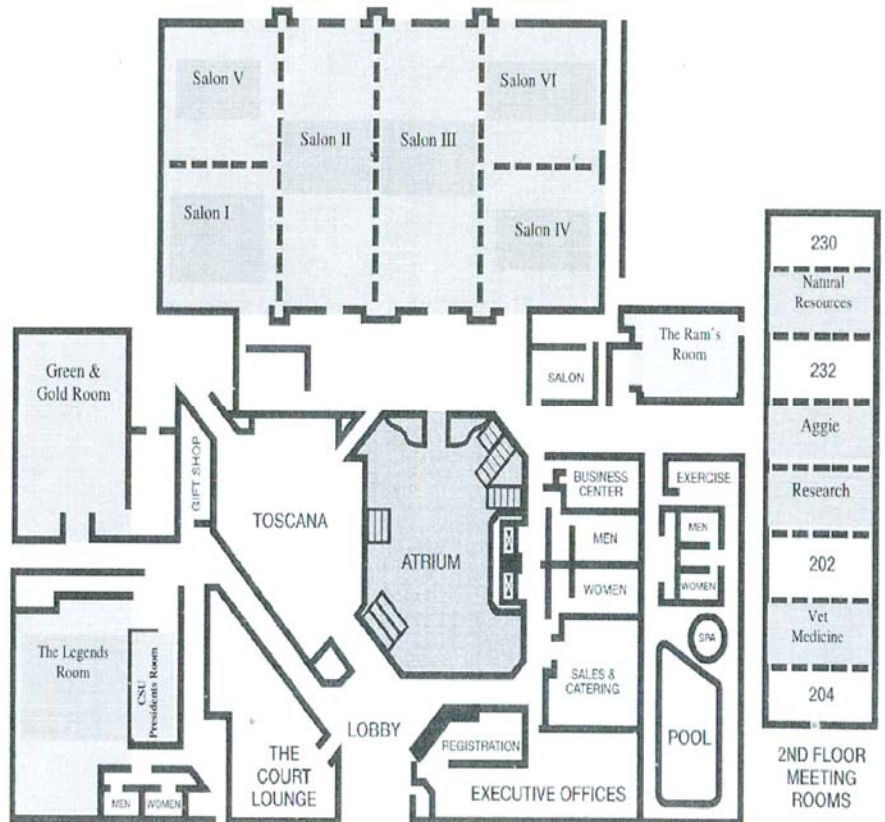 Salon V
Salon VI
Salon II
Salon III
Salon I
Salon IV
230
Natural
Resources
The Ram's
Room
Green &
Gold Room
SALON
232
Aggie
GIFT SHOP
BUSINESS
CENTER
EXERCISE
Research
TOSCANA
MEN
MEN
ATRIUM
202
WOMEN
WOMEN
Vet
Medicine
SPA
The Legends
Room
CSU
Presidents Room
SALES &
CATERING
204
LOBBY
REGISTRATION
POOL
THE
COURT
LOUNGE
2ND FLOOR
MEETING
ROOMS
EXECUTIVE OFFICES
MEN
WOMEN